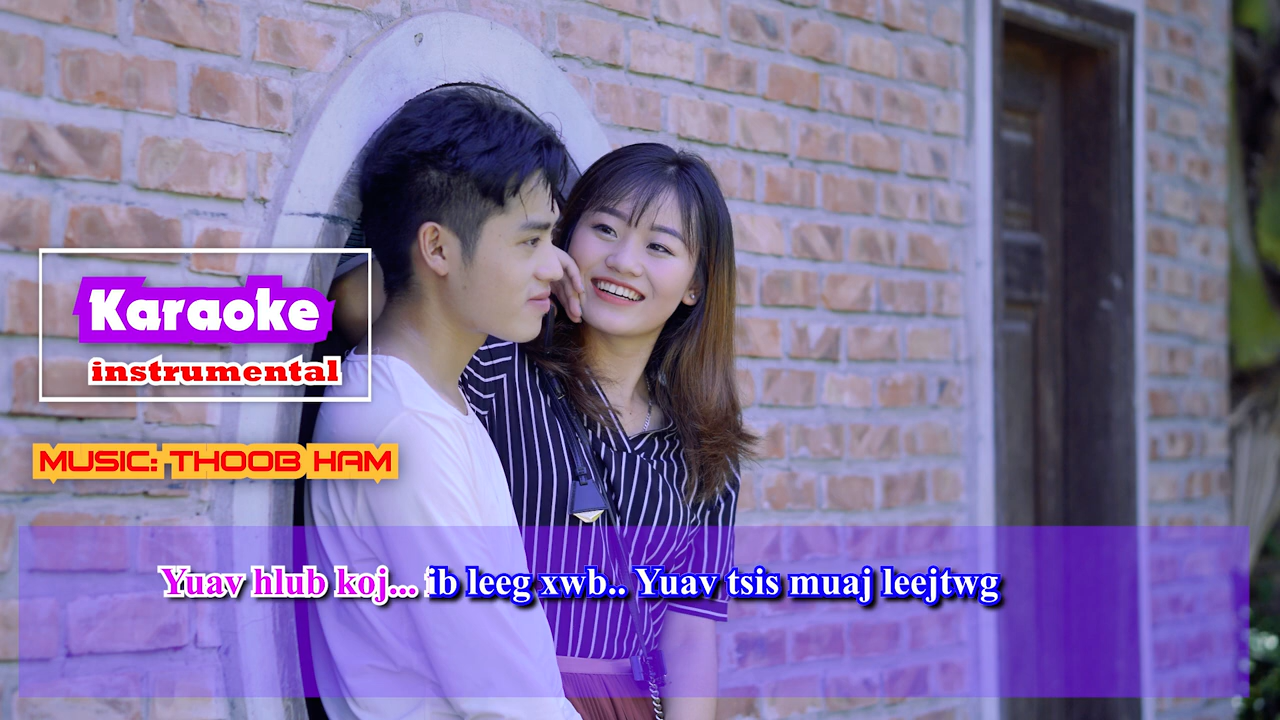 Karaoke
instrumental
MUSIC: THOOB HAM
Yuav hlub koj... ib leeg xwb.. Yuav tsis muaj leejtwg